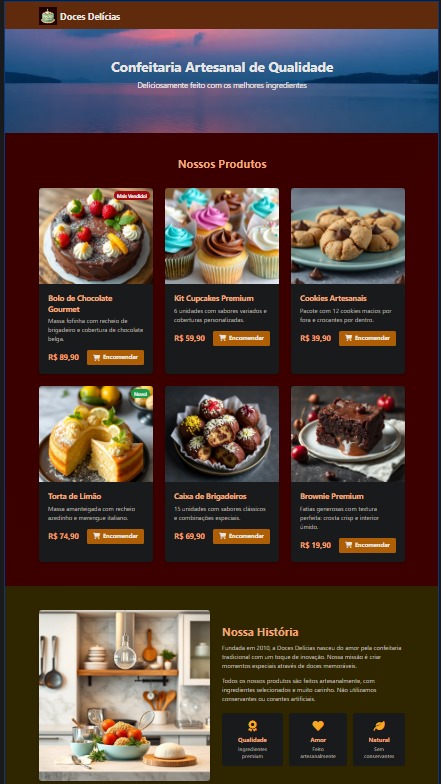 Doces Delícias
Confeitaria Artesanal de Qualidade
Deliciosamente feito com os melhores ingredientes
Nossos Produtos
Mais Vendido!
Bolo de Chocolate
Gourmet
Massa fofinha com recheio de
brigadeiro e cobertura de chocolate
belga.
R$ 89,90
Encomendar
Kit Cupcakes Premium
6 unidades com sabores variados e
coberturas personalizadas.
R$ 59,90
Encomendar
Cookies Artesanais
Pacote com 12 cookies macios por
fora e crocantes por dentro.
R$ 39,90
Encomendar
Novo!
Torta de Limão
Massa amanteigada com recheio
azedinho e merengue italiano.
R$ 74,90
Encomendar
Caixa de Brigadeiros
15 unidades com sabores clássicos
e combinações especiais.
R$ 69,90
Encomendar
Brownie Premium
Fatias generosas com textura
perfeita: crosta crisp e interior
úmido.
R$ 19,90
Encomendar
Nossa História
Fundada em 2010, a Doces Delícias nasceu do amor pela confeitaria
tradicional com um toque de inovação. Nossa missão é criar
momentos especiais através de doces memoráveis.
Todos os nossos produtos são feitos artesanalmente, com
ingredientes selecionados e muito carinho. Não utilizamos
conservantes ou corantes artificiais.
Qualidade
Ingredientes
premium
Amor
Feito
artesanalmente
Natural
Sem
conservantes